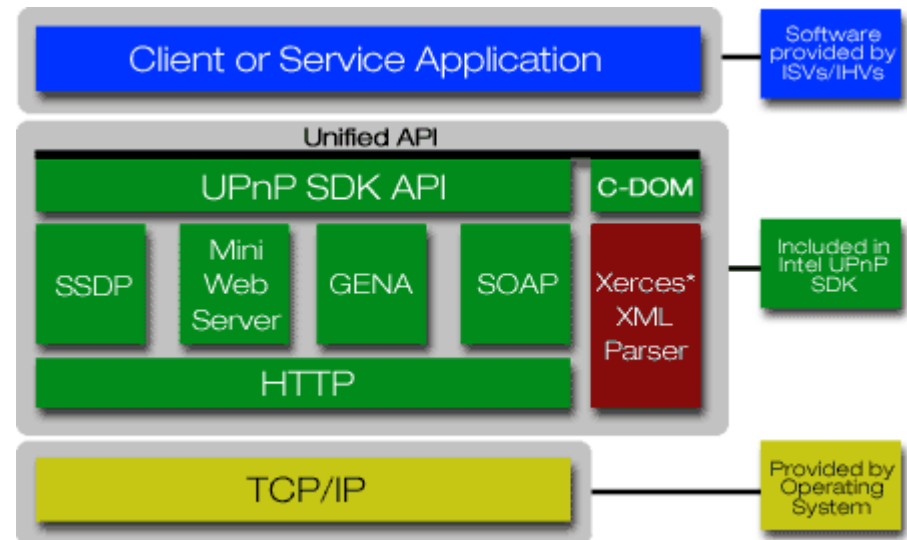 Client or Service Application
Software
provided by
ISVs/IHVs
Unified API
UPnP SDK API
C-DOM
SSDP
Mini
Web
Server
GENA
SOAP
Xerces*
XML
Parser
Included in
Intel UPnP
SDK
HTTP
TCP/IP
Provided by
Operating
System